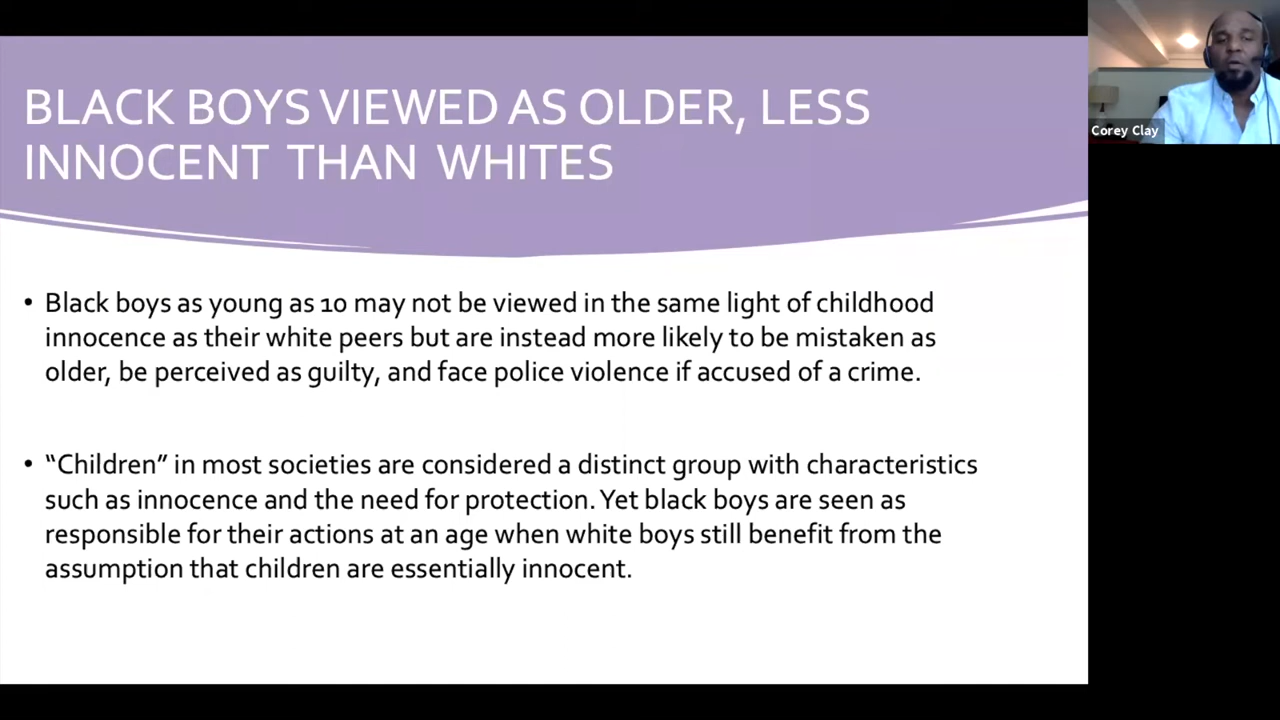 BLACK BOYS VIEWED AS OLDER, LESS
INNOCENT THAN WHITES
• Black boys as young as 10 may not be viewed in the same light of childhood
innocence as their white peers but are instead more likely to be mistaken as
older, be perceived as guilty, and face police violence if accused of a crime.
• “Children” in most societies are considered a distinct group with characteristics
such as innocence and the need for protection. Yet black boys are seen as
responsible for their actions at an age when white boys still benefit from the
assumption that children are essentially innocent.
Corey Clay